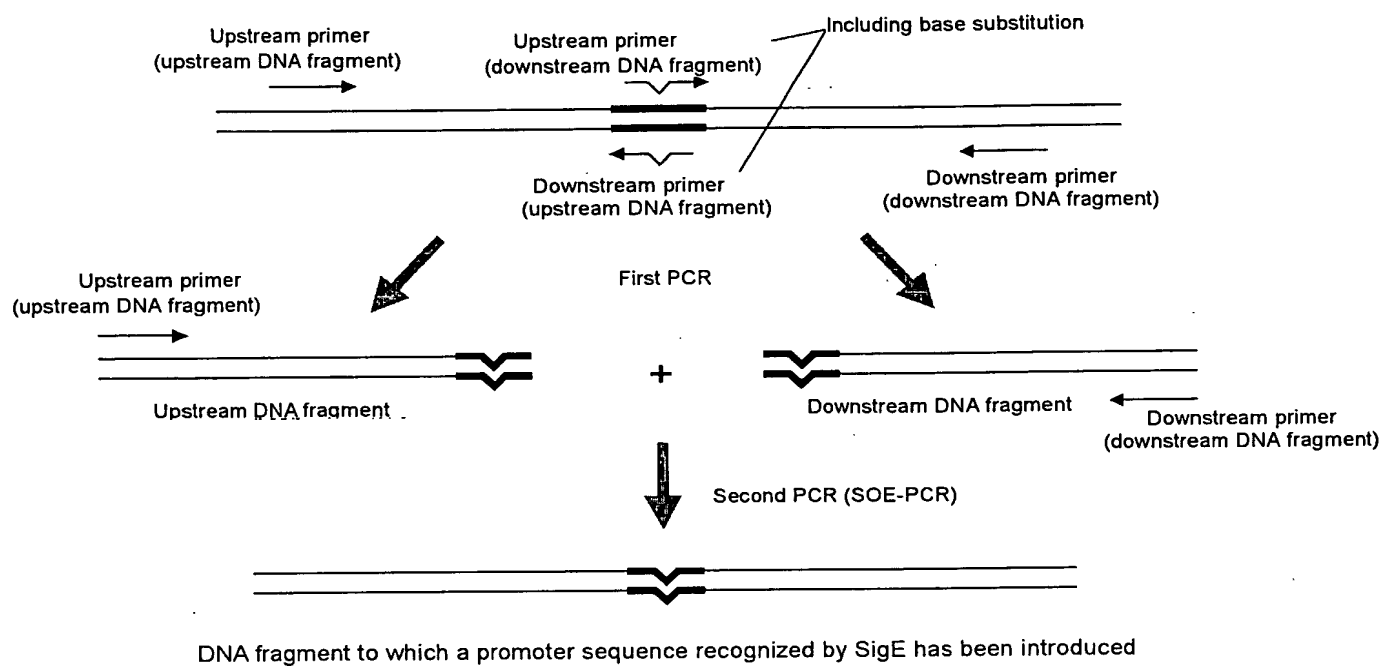 Including base substitution
Upstream primer
(upstream DNA fragment)
Upstream primer
(downstream DNA fragment)
Downstream primer
(upstream DNA fragment)
Downstream primer
(downstream DNA fragment)
Upstream primer
(upstream DNA fragment)
First PCR
+
Upstream DNA fragment
Downstream DNA fragment
Downstream primer
(downstream DNA fragment)
Second PCR (SOE-PCR)
DNA fragment to which a promoter sequence recognized by SigE has been introduced